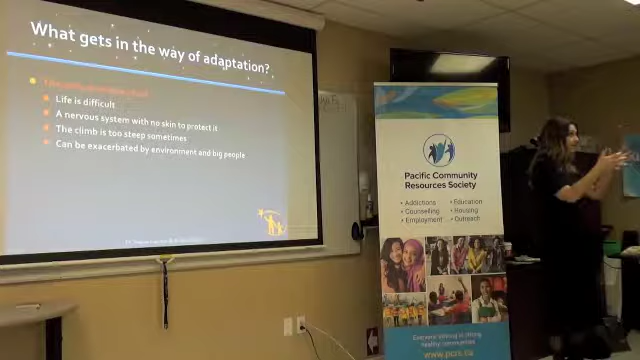 What gets in the way of adaptation?
Life is difficult
A nervous system with no skin to protect it
The climb is too steep sometimes
Can be exacerbated by environment and big people
Pacific Community
Resources Society
• Addictions • Education
• Counselling • Housing
• Employment • Outreach
healthy communities
www.pcrs.ca